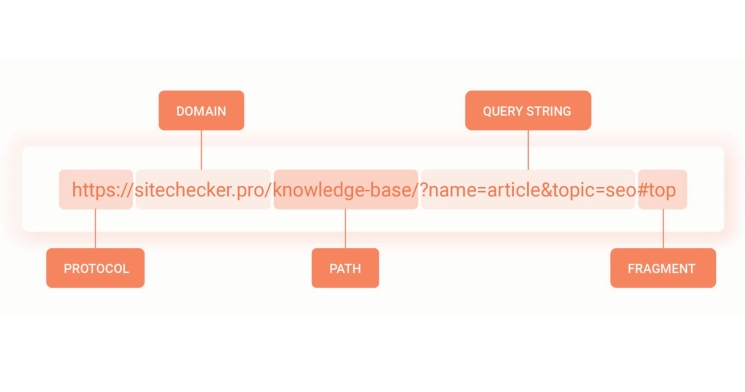 DOMAIN
QUERY STRING
https://sitechecker.pro/knowledge-base/?name=article&topic=seo#top
PROTOCOL
PATH
FRAGMENT